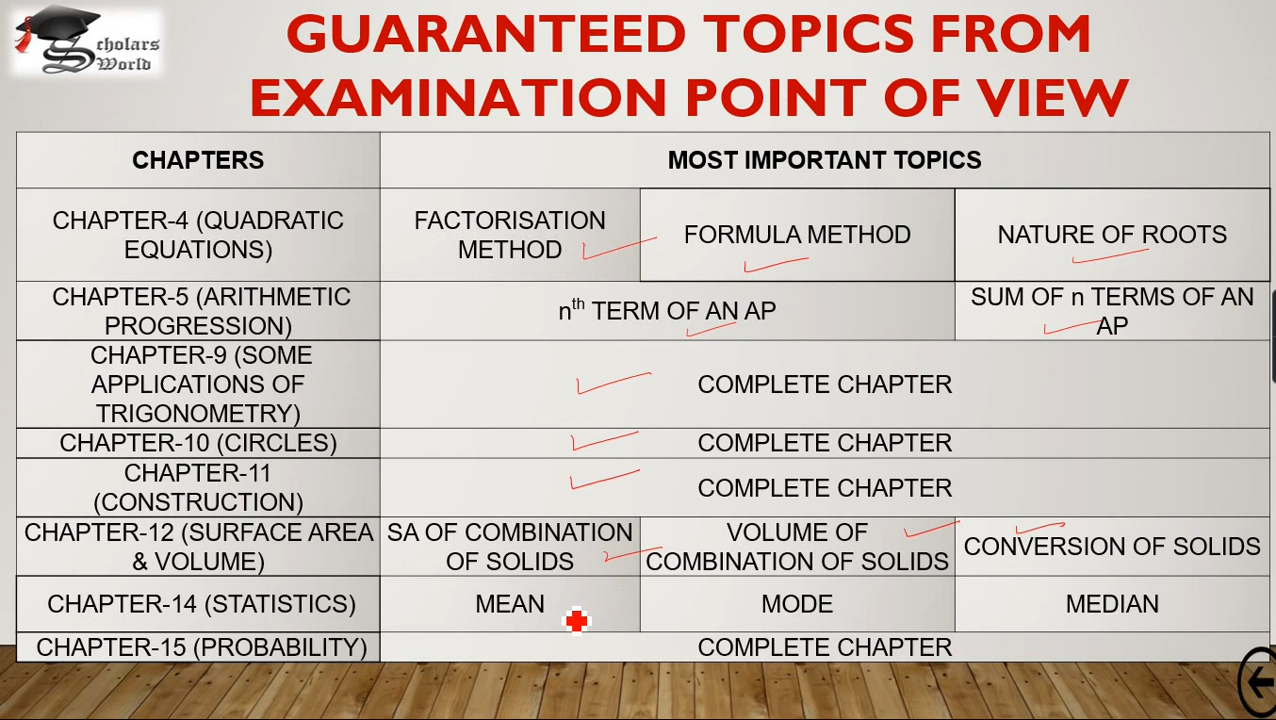 Scholars
World
GUARANTEED TOPICS FROM
EXAMINATION POINT OF VIEW
CHAPTERS
MOST IMPORTANT TOPICS
CHAPTER-4 (QUADRATIC
EQUATIONS)
FACTORISATION
METHOD
FORMULA METHOD
NATURE OF ROOTS
CHAPTER-5 (ARITHMETIC
PROGRESSION)
nth TERM OF AN AP
SUM OF n TERMS OF AN
AP
CHAPTER-9 (SOME
APPLICATIONS OF
TRIGONOMETRY)
COMPLETE CHAPTER
CHAPTER-10 (CIRCLES)
COMPLETE CHAPTER
CHAPTER-11
(CONSTRUCTION)
COMPLETE CHAPTER
CHAPTER-12 (SURFACE AREA
& VOLUME)
SA OF COMBINATION
OF SOLIDS
VOLUME OF
COMBINATION OF SOLIDS
CONVERSION OF SOLIDS
CHAPTER-14 (STATISTICS)
MEAN
MODE
MEDIAN
CHAPTER-15 (PROBABILITY)
COMPLETE CHAPTER